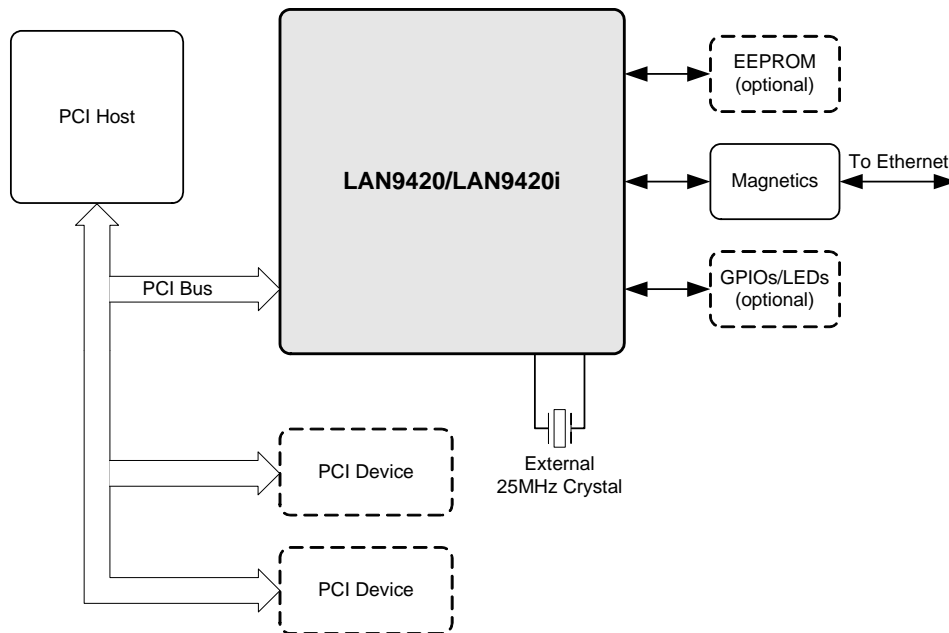 PCI Host
EEPROM
(optional)
LAN9420/LAN9420i
Magnetics
To Ethernet
PCI Bus
GPIOs/LEDs
(optional)
External
25MHz Crystal
PCI Device
PCI Device